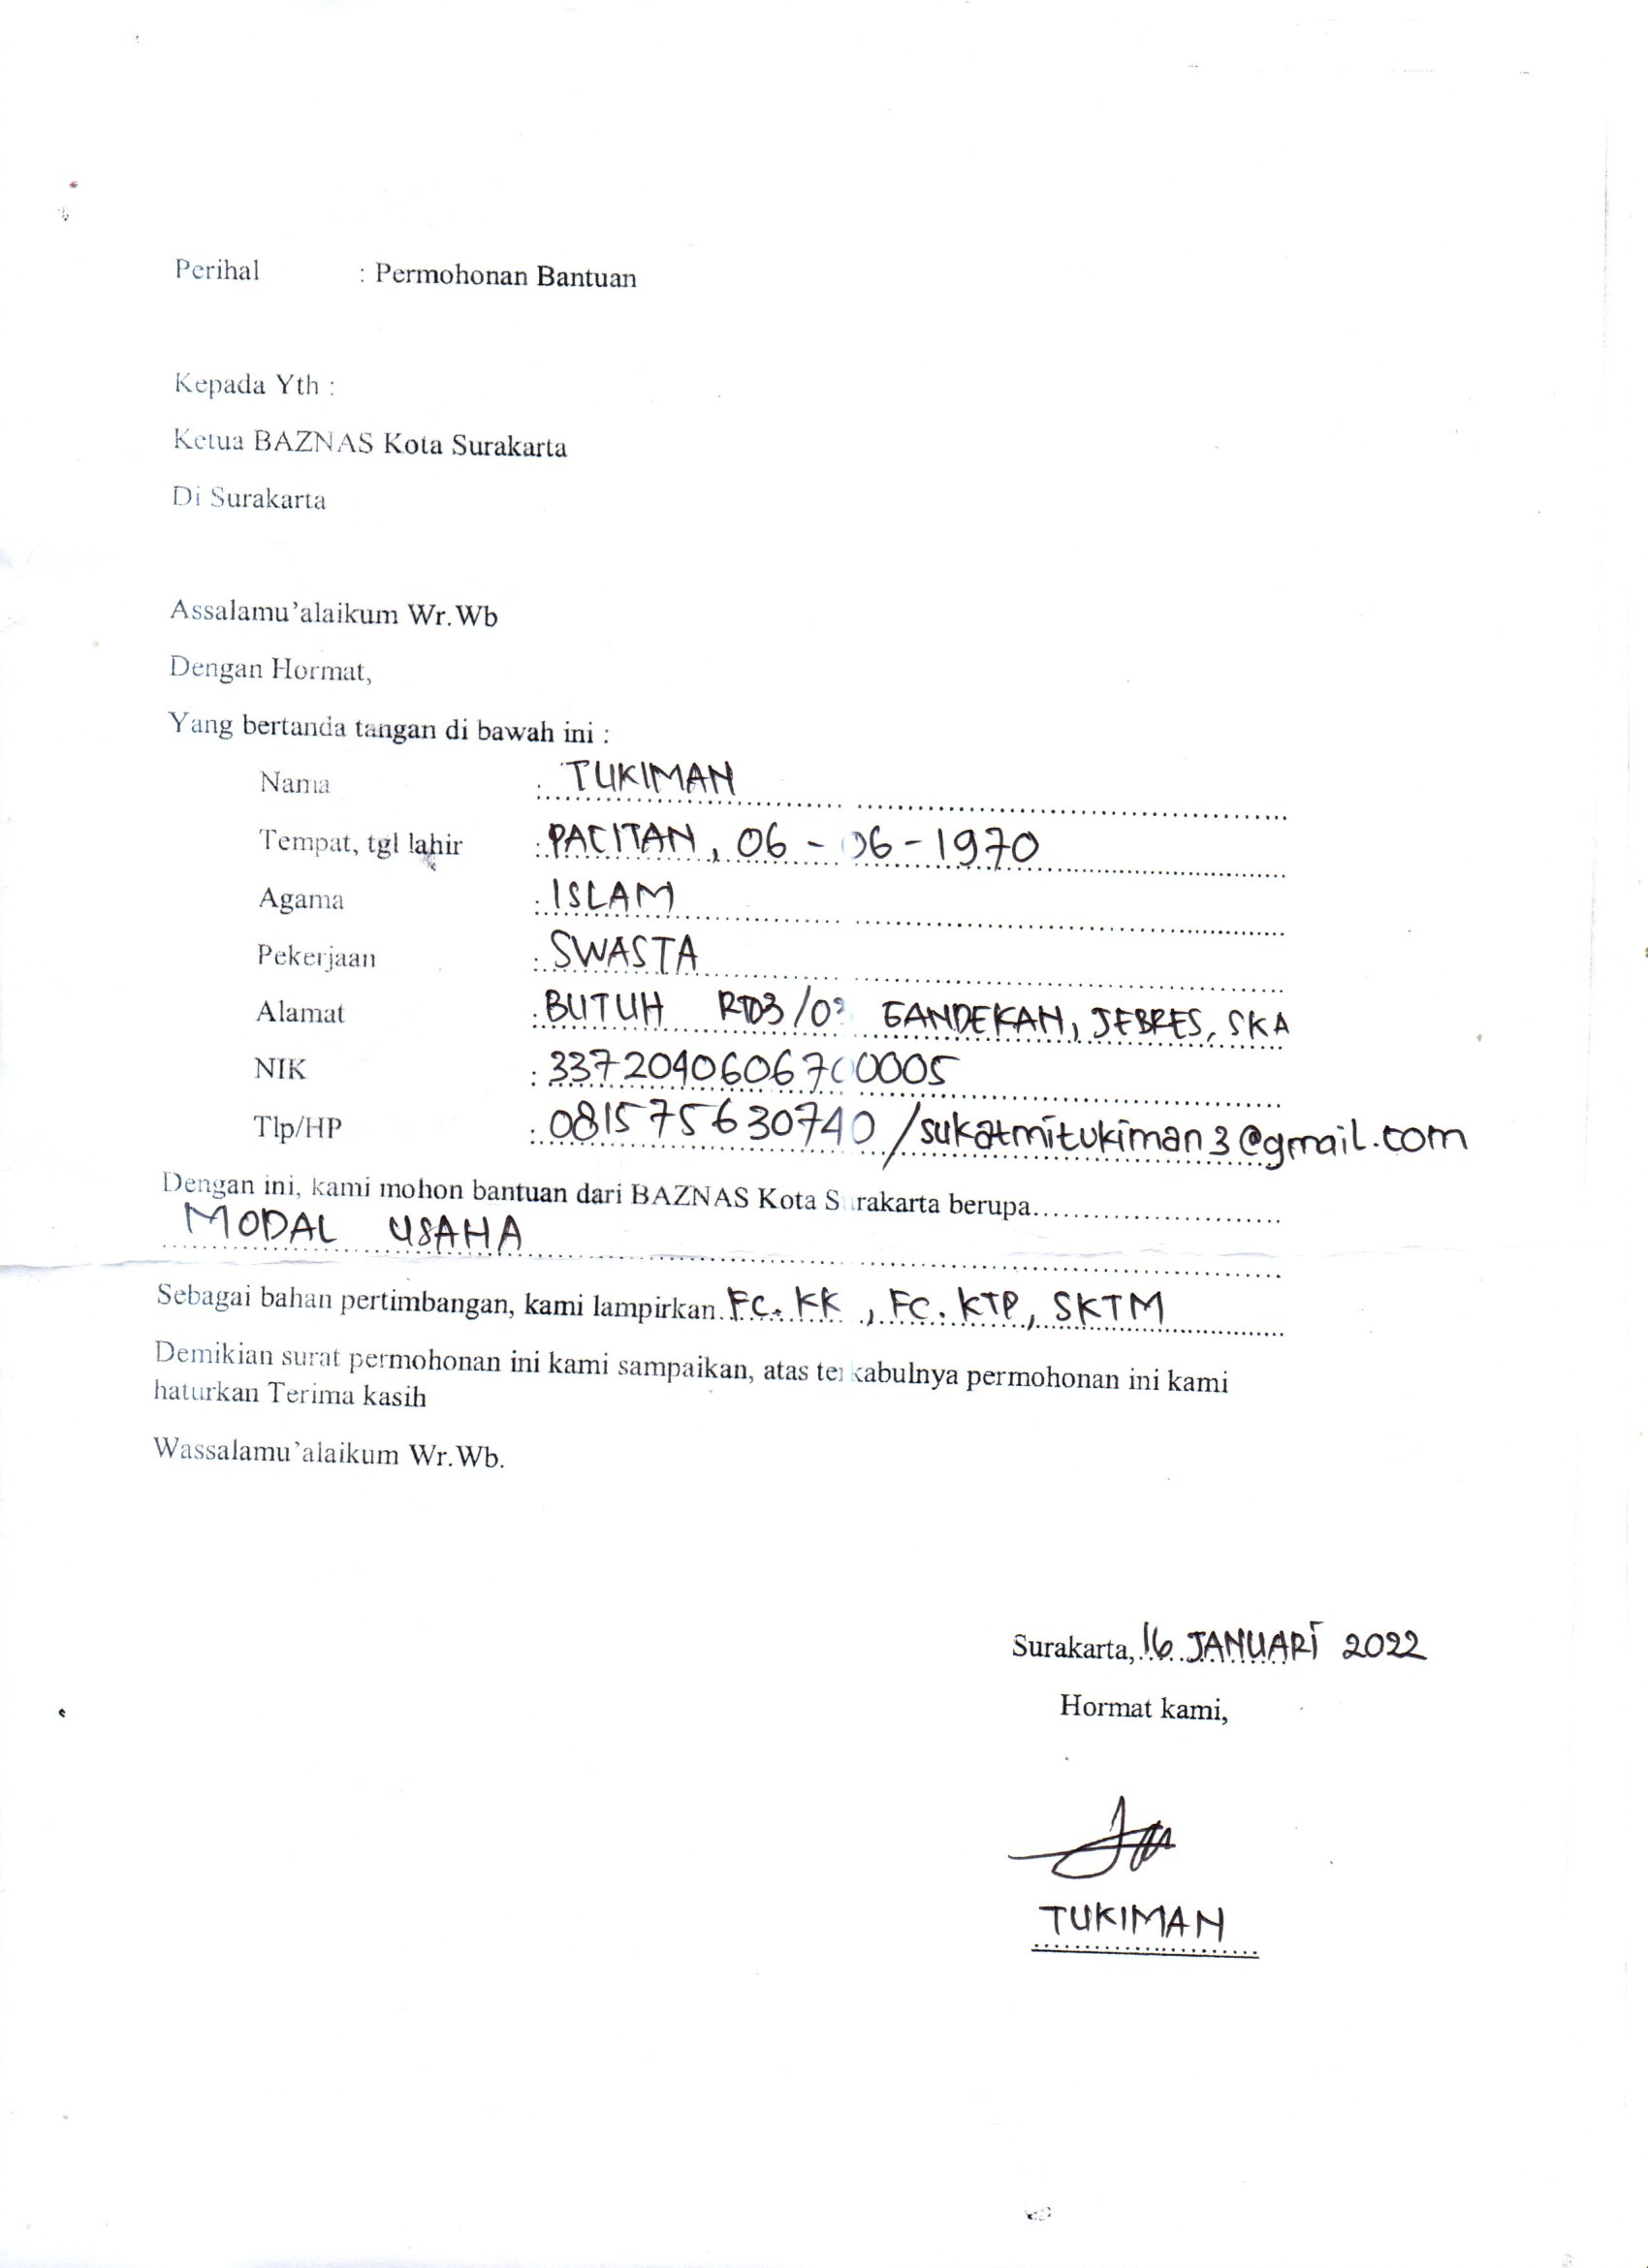 Perihal : Permohonan Bantuan
Kepada Yth :
Ketua BAZNAS Kota Surakarta
Di Surakarta
Assalamu'alaikum Wr.Wb
Dengan Hormat,
Yang bertanda tangan di bawah ini :
Nama : TUKIMAN
Tempat, tgl lahir : PACITAN, 06 - 06 - 1970
Agama : ISLAM
Pekerjaan : SWASTA
Alamat : BUTUH GANDEKAN, JEBRES, SKA
NIK : 3372040606700005
Tlp/HP : 081575630740 /sukatmitukiman3@gmail.com
Dengan ini, kami mohon bantuan dari BAZNAS Kota Surakarta berupa..............................
MODAL USAHA
Sebagai bahan pertimbangan, kami lampirkan FC. KK, FC. KTP, SKTM
Demikian surat permohonan ini kami sampaikan, atas terkabulnya permohonan ini kami
haturkan Terima kasih
Wassalamu'alaikum Wr.Wb.
Surakarta, 16 JANUARI 2022
Hormat kami,
TUKIMAN